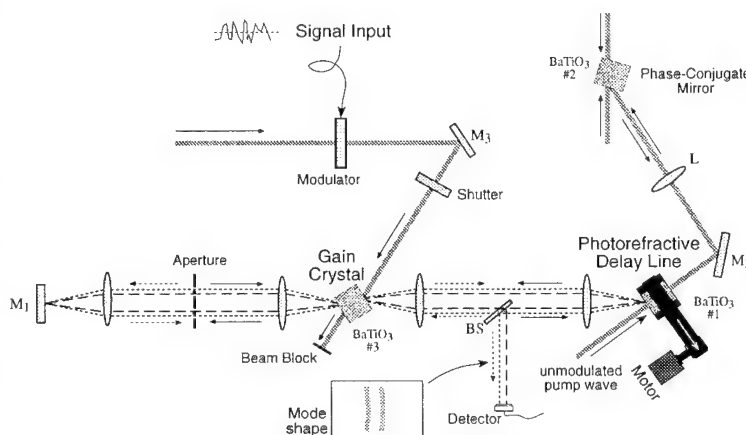 Signal Input
BaTiO3
#2
Phase-Conjugate
Mirror
M3
Modulator
L
Shutter
Photorefractive
Delay Line
Aperture
Gain
Crystal
M1
BaTiO3
#1
BS
BaTiO3
#3
Beam Block
unmodulated
pump wave
Motor
Mode
shape
Detector